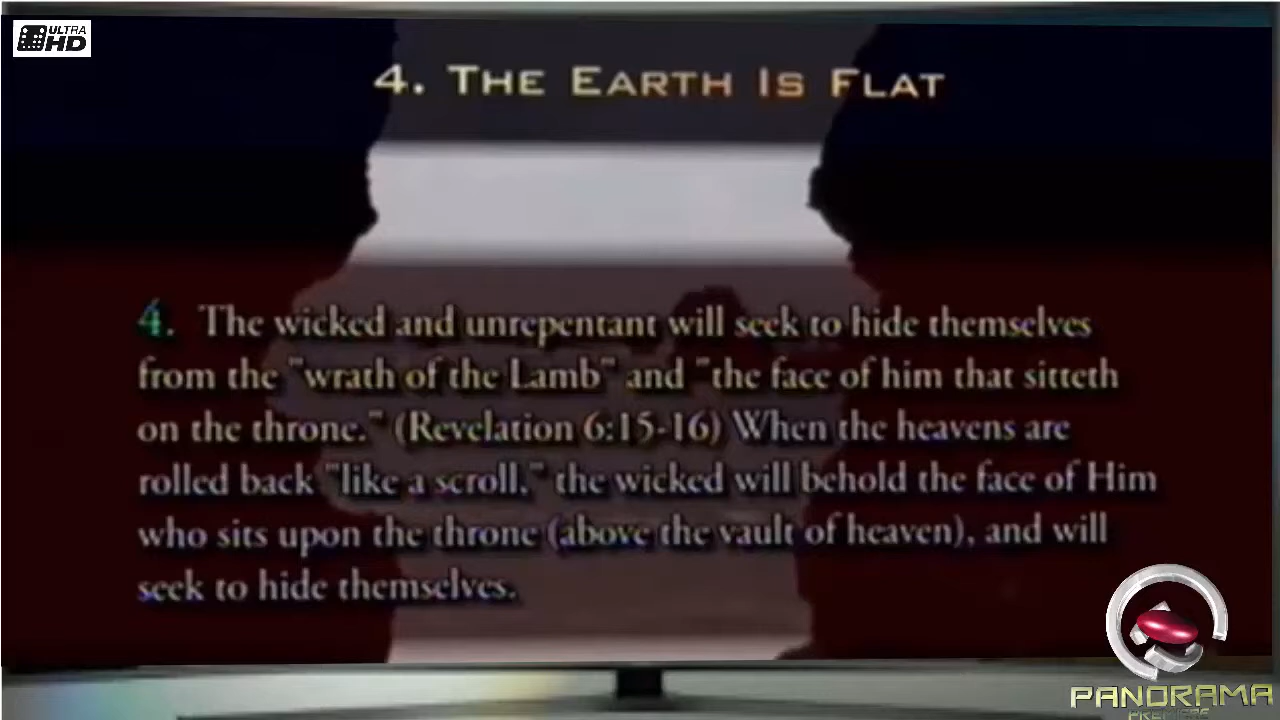 ULTRA
HD
4. THE EARTH IS FLAT
4. The wicked and unrepentant will seek to hide themselves
from the "wrath of the Lamb" and "the face of him that sitteth
on the throne." (Revelation 6:15-16) When the heavens are
rolled back "like a scroll," the wicked will behold the face of Him
who sits upon the throne (above the vault of heaven), and will
seek to hide themselves.
PANORAMA
PREMIERE